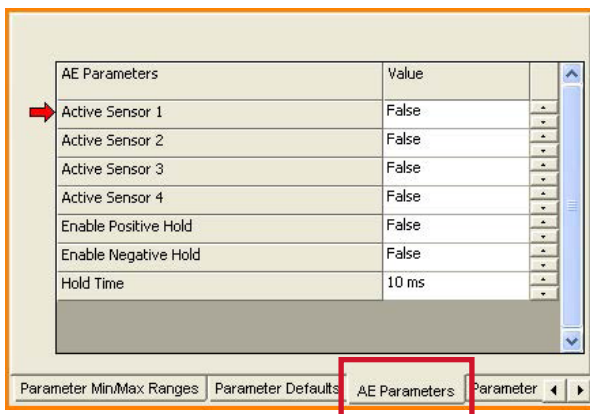 AE Parameters Value
Active Sensor 1 False
Active Sensor 2 False
Active Sensor 3 False
Active Sensor 4 False
Enable Positive Hold False
Enable Negative Hold False
Hold Time 10 ms
Parameter Min/Max Ranges Parameter Defaults AE Parameters Parameter